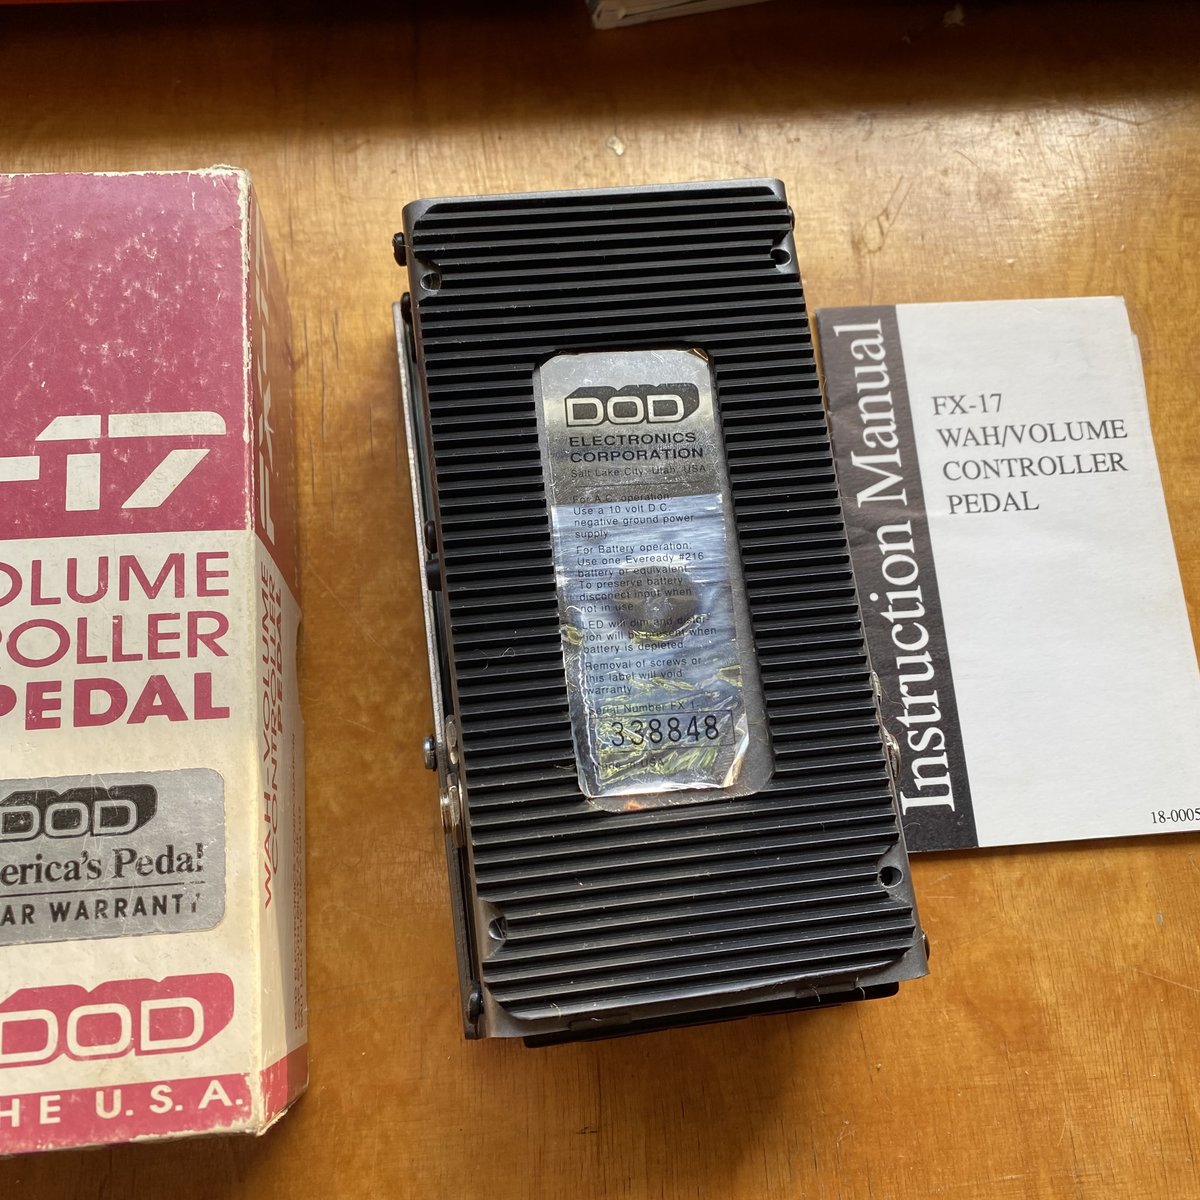 -17
OLUME
ROLLER
PEDAL
DOD
erica's Pedal
AR WARRANTY
DOD
HE U.S.A.
WAH VOLUME
CONTROLLER
PEDAL
DOD
ELECTRONICS
CORPORATION
Salt Lake City, Utah, USA
For A.C. operation,
Use a 10 volt D.C.
negative ground power
supply
For Battery operation,
Use one Eveready #216
battery or equivalent.
To preserve battery
disconect input when
not in use
LED will dim and distor-
tion will be present when
battery is depleted.
Removal of screws or
this label will void
warranty
Serial Number FX 1
338848
Instruction Manual
FX-17
WAH/VOLUME
CONTROLLER
PEDAL
18-0005